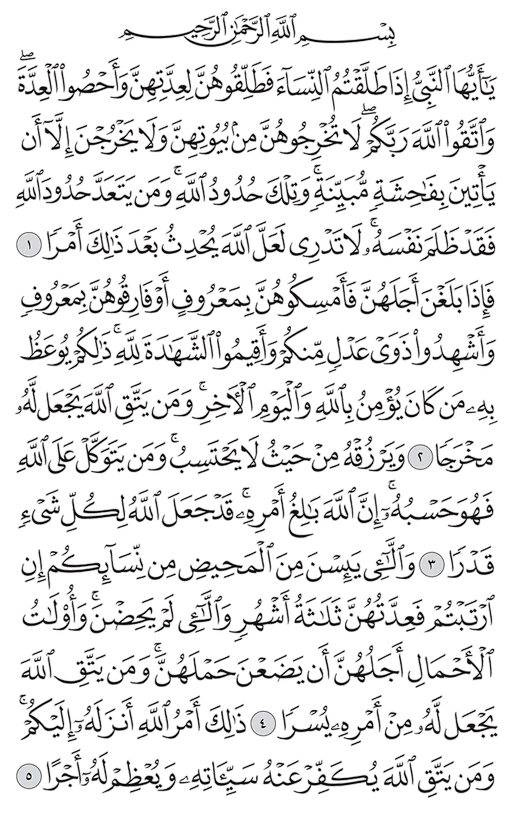 بِسْمِ ٱللَّهِ ٱلرَّحْمَٰنِ ٱلرَّحِيمِ
يَٰٓأَيُّهَا ٱلنَّبِىُّ إِذَا طَلَّقْتُمُ ٱلنِّسَآءَ فَطَلِّقُوهُنَّ لِعِدَّتِهِنَّ وَأَحْصُوا۟ ٱلْعِدَّةَ ۖ
وَٱتَّقُوا۟ ٱللَّهَ رَبَّكُمْ ۖ لَا تُخْرِجُوهُنَّ مِنۢ بُيُوتِهِنَّ وَلَا يَخْرُجْنَ إِلَّآ أَن
يَأْتِينَ بِفَٰحِشَةٍ مُّبَيِّنَةٍ ۚ وَتِلْكَ حُدُودُ ٱللَّهِ ۚ وَمَن يَتَعَدَّ حُدُودَ ٱللَّهِ
فَقَدْ ظَلَمَ نَفْسَهُۥ ۚ لَا تَدْرِى لَعَلَّ ٱللَّهَ يُحْدِثُ بَعْدَ ذَٰلِكَ أَمْرًا ١
فَإِذَا بَلَغْنَ أَجَلَهُنَّ فَأَمْسِكُوهُنَّ بِمَعْرُوفٍ أَوْ فَارِقُوهُنَّ بِمَعْرُوفٍ
وَأَشْهِدُوا۟ ذَوَىْ عَدْلٍ مِّنكُمْ وَأَقِيمُوا۟ ٱلشَّهَٰدَةَ لِلَّهِ ۚ ذَٰلِكُمْ يُوعَظُ
بِهِۦ مَن كَانَ يُؤْمِنُ بِٱللَّهِ وَٱلْيَوْمِ ٱلْءَاخِرِ ۚ وَمَن يَتَّقِ ٱللَّهَ يَجْعَل لَّهُۥ
مَخْرَجًا ٢ وَيَرْزُقْهُ مِنْ حَيْثُ لَا يَحْتَسِبُ ۚ وَمَن يَتَوَكَّلْ عَلَى ٱللَّهِ
فَهُوَ حَسْبُهُۥٓ ۚ إِنَّ ٱللَّهَ بَٰلِغُ أَمْرِهِۦ ۚ قَدْ جَعَلَ ٱللَّهُ لِكُلِّ شَىْءٍ
قَدْرًا ٣ وَٱلَّٰٓـِٔى يَئِسْنَ مِنَ ٱلْمَحِيضِ مِن نِّسَآئِكُمْ إِنِ
ٱرْتَبْتُمْ فَعِدَّتُهُنَّ ثَلَٰثَةُ أَشْهُرٍ وَٱلَّٰٓـِٔى لَمْ يَحِضْنَ ۚ وَأُو۟لَٰتُ
ٱلْأَحْمَالِ أَجَلُهُنَّ أَن يَضَعْنَ حَمْلَهُنَّ ۚ وَمَن يَتَّقِ ٱللَّهَ
يَجْعَل لَّهُۥ مِنْ أَمْرِهِۦ يُسْرًا ٤ ذَٰلِكَ أَمْرُ ٱللَّهِ أَنزَلَهُۥٓ إِلَيْكُمْ ۚ
وَمَن يَتَّقِ ٱللَّهَ يُكَفِّرْ عَنْهُ سَيِّـَٔاتِهِۦ وَيُعْظِمْ لَهُۥٓ أَجْرًا ٥